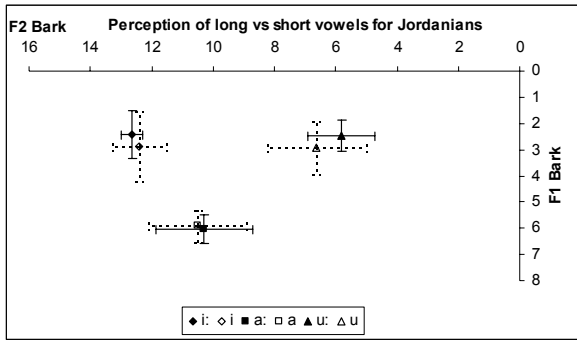 F2 Bark
Perception of long vs short vowels for Jordanians
16 14 12 10 8 6 4 2 0
0
1
2
3
4
5
6
7
8
F1 Bark
i: i a: a u: u